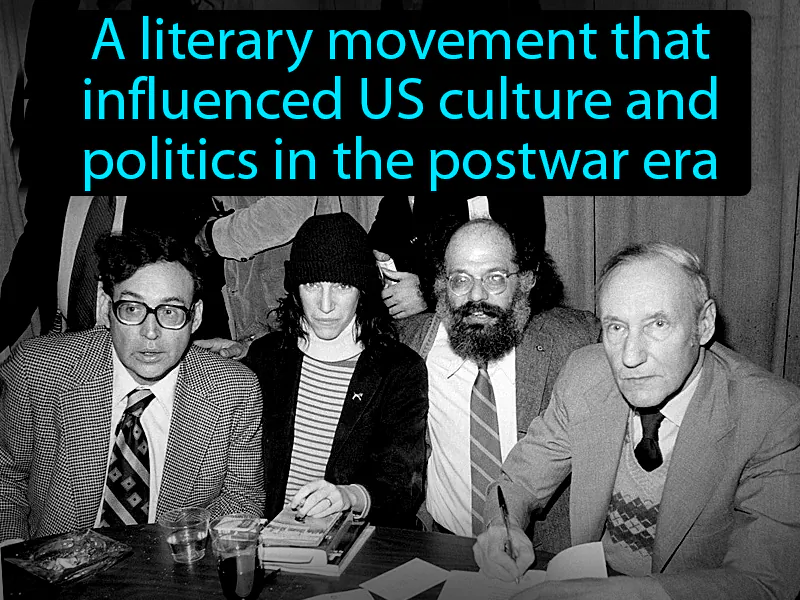 A literary movement that
influenced US culture and
politics in the postwar era